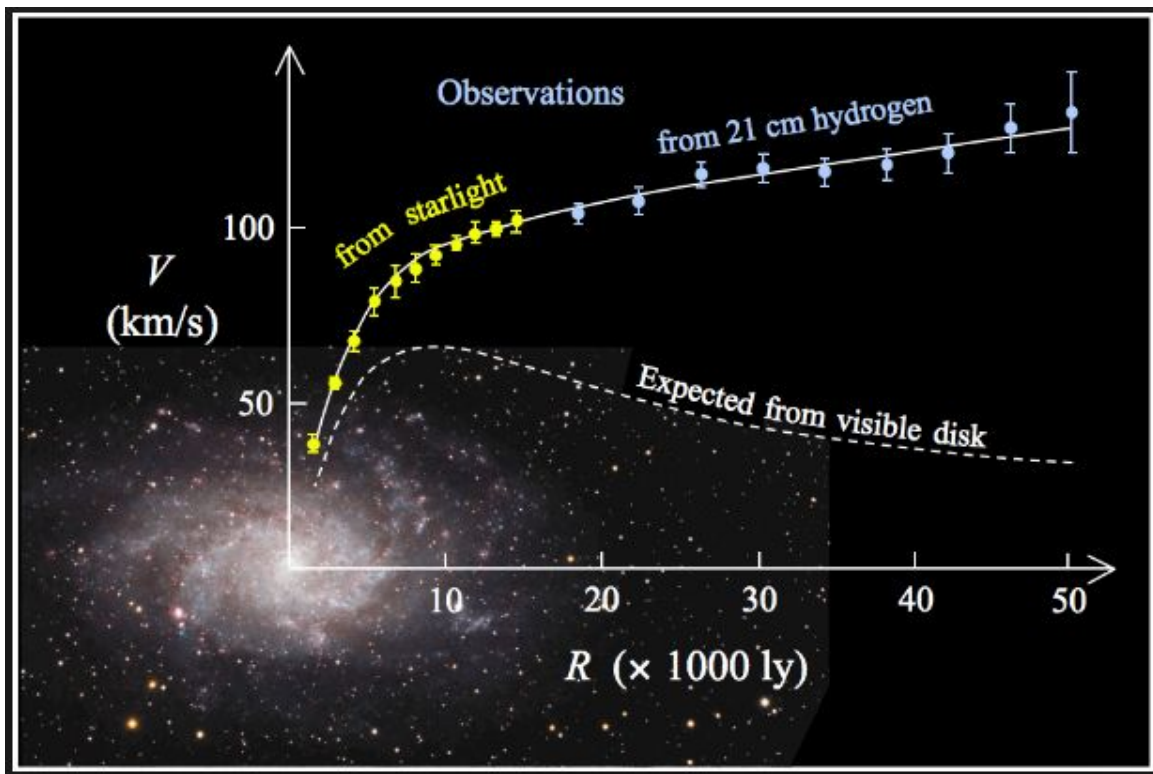 Observations
from 21 cm hydrogen
from starlight
100
V
(km/s)
50
Expected from visible disk
10
20
30
40
50
R (× 1000 ly)